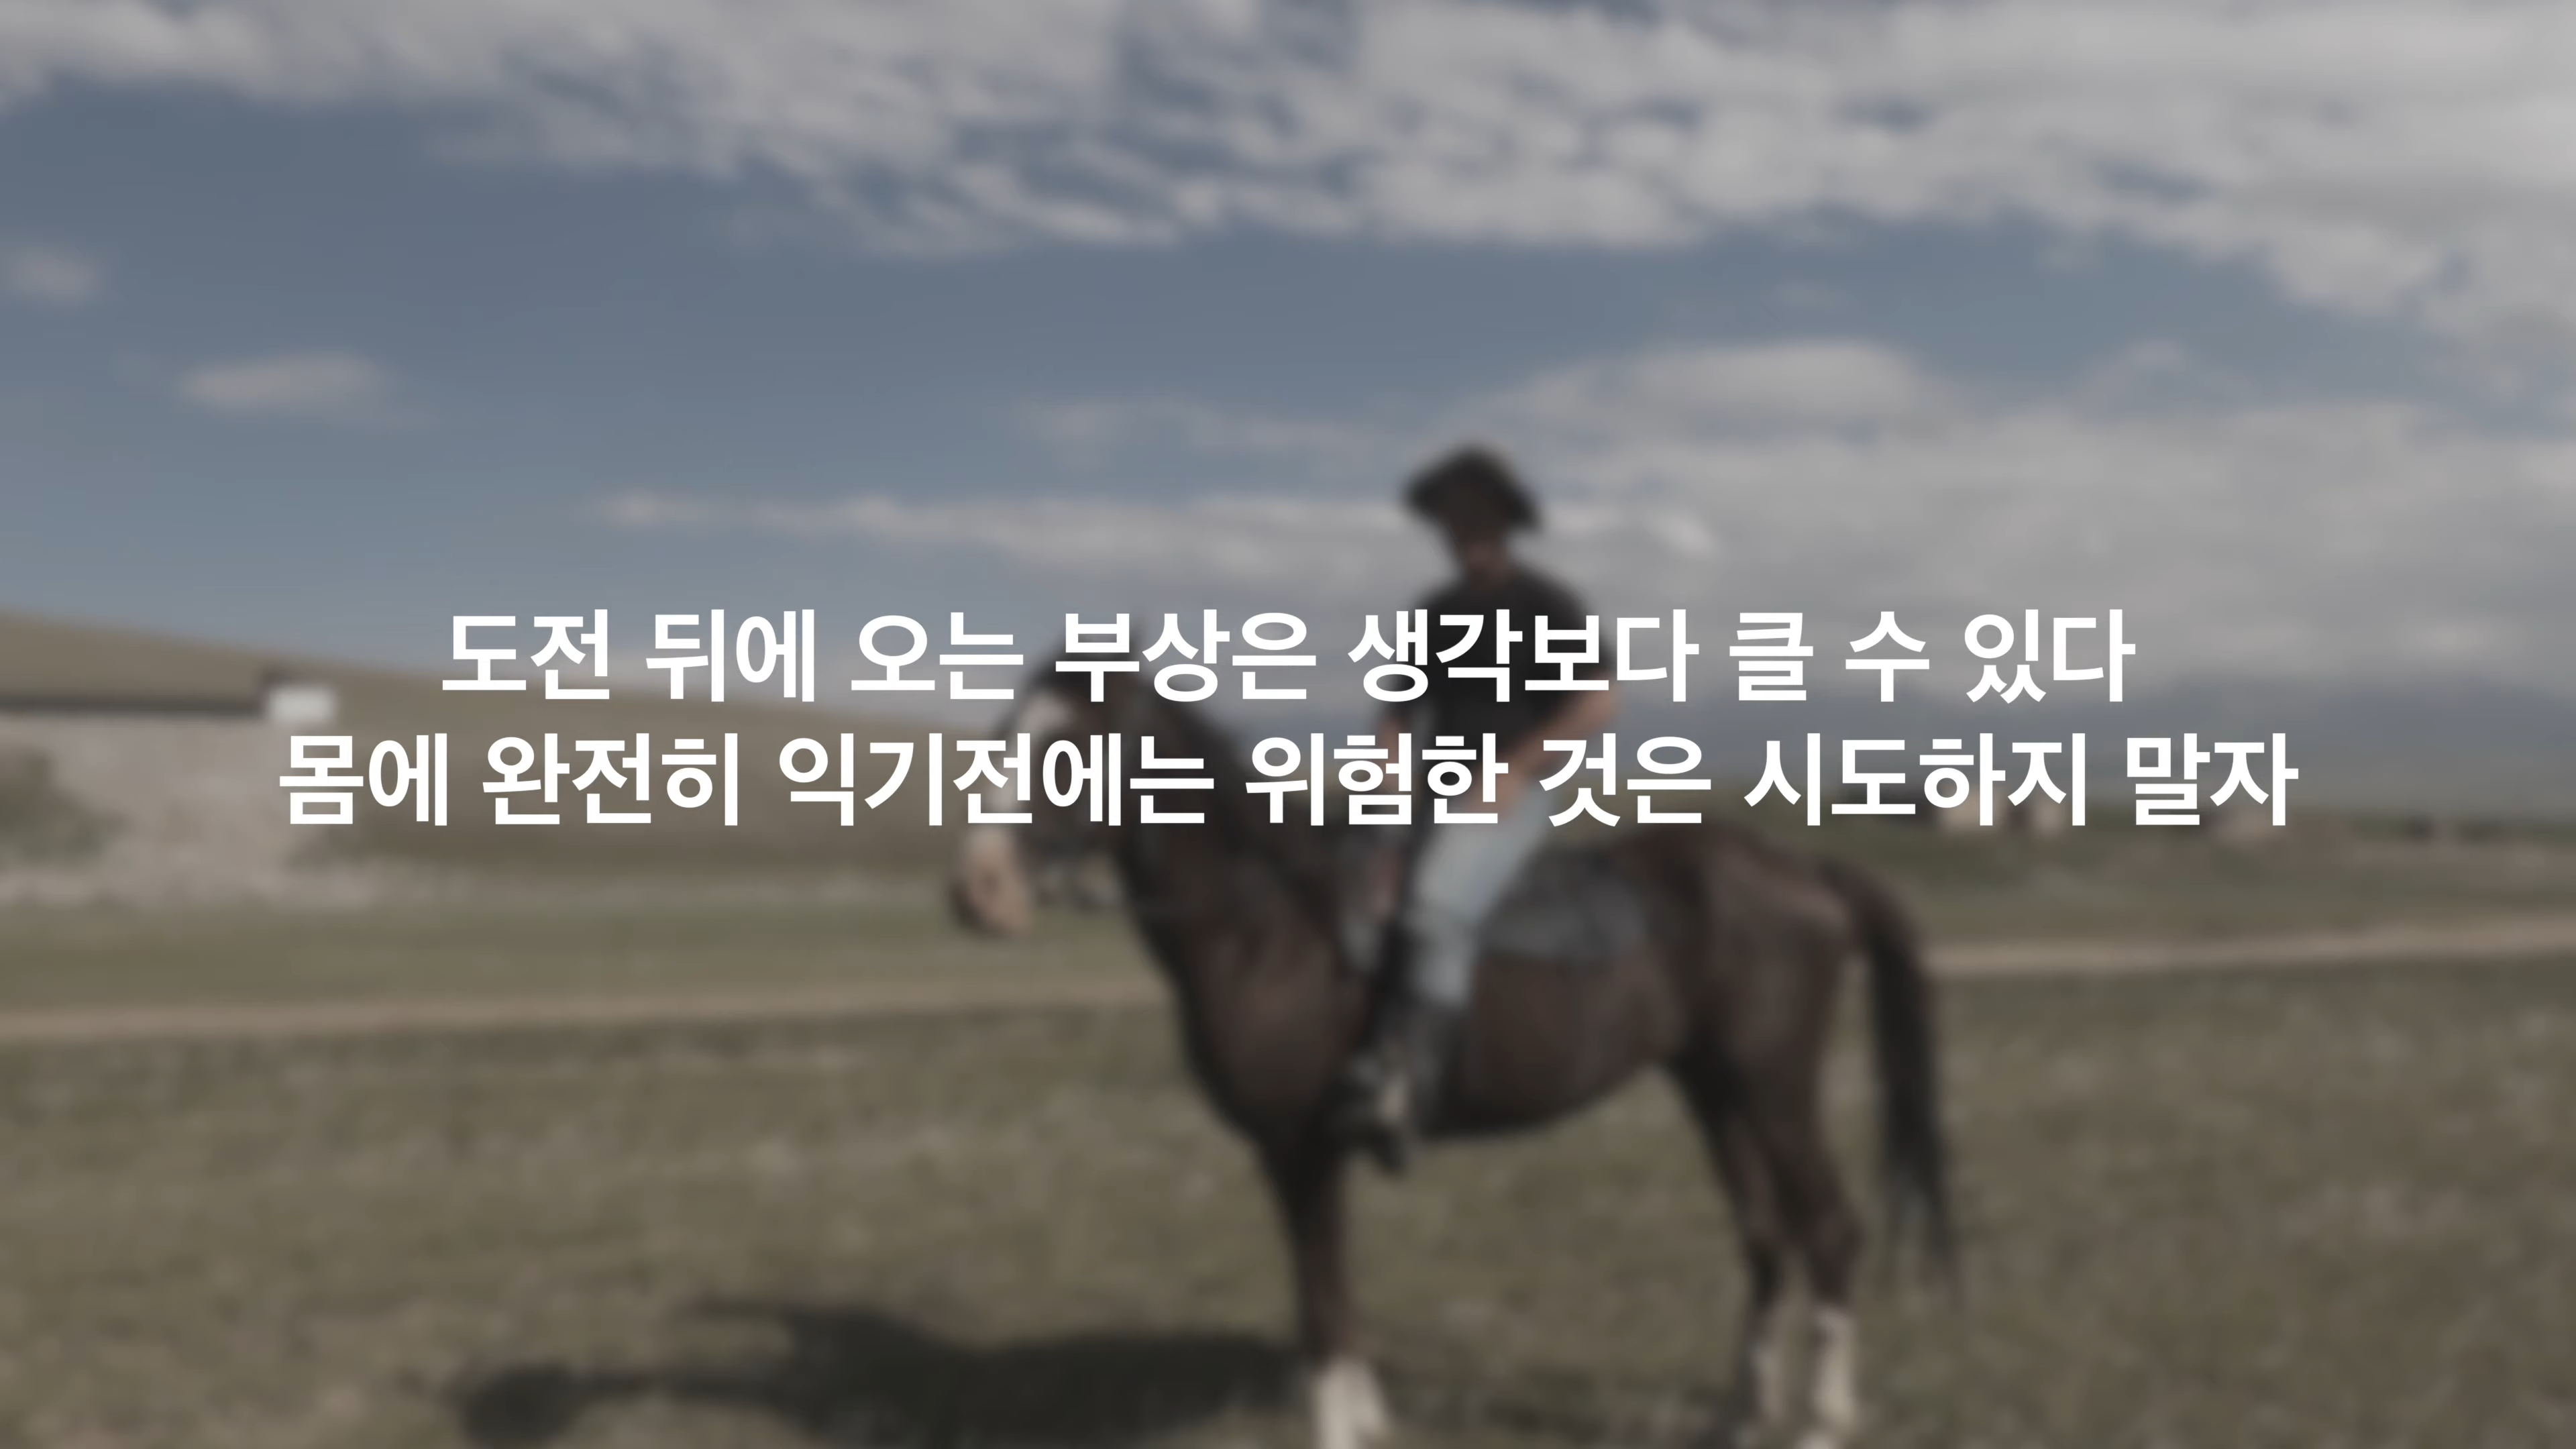 도전 뒤에 오는 부상은 생각보다 클 수 있다
몸에 완전히 익기전에는 위험한 것은 시도하지 말자